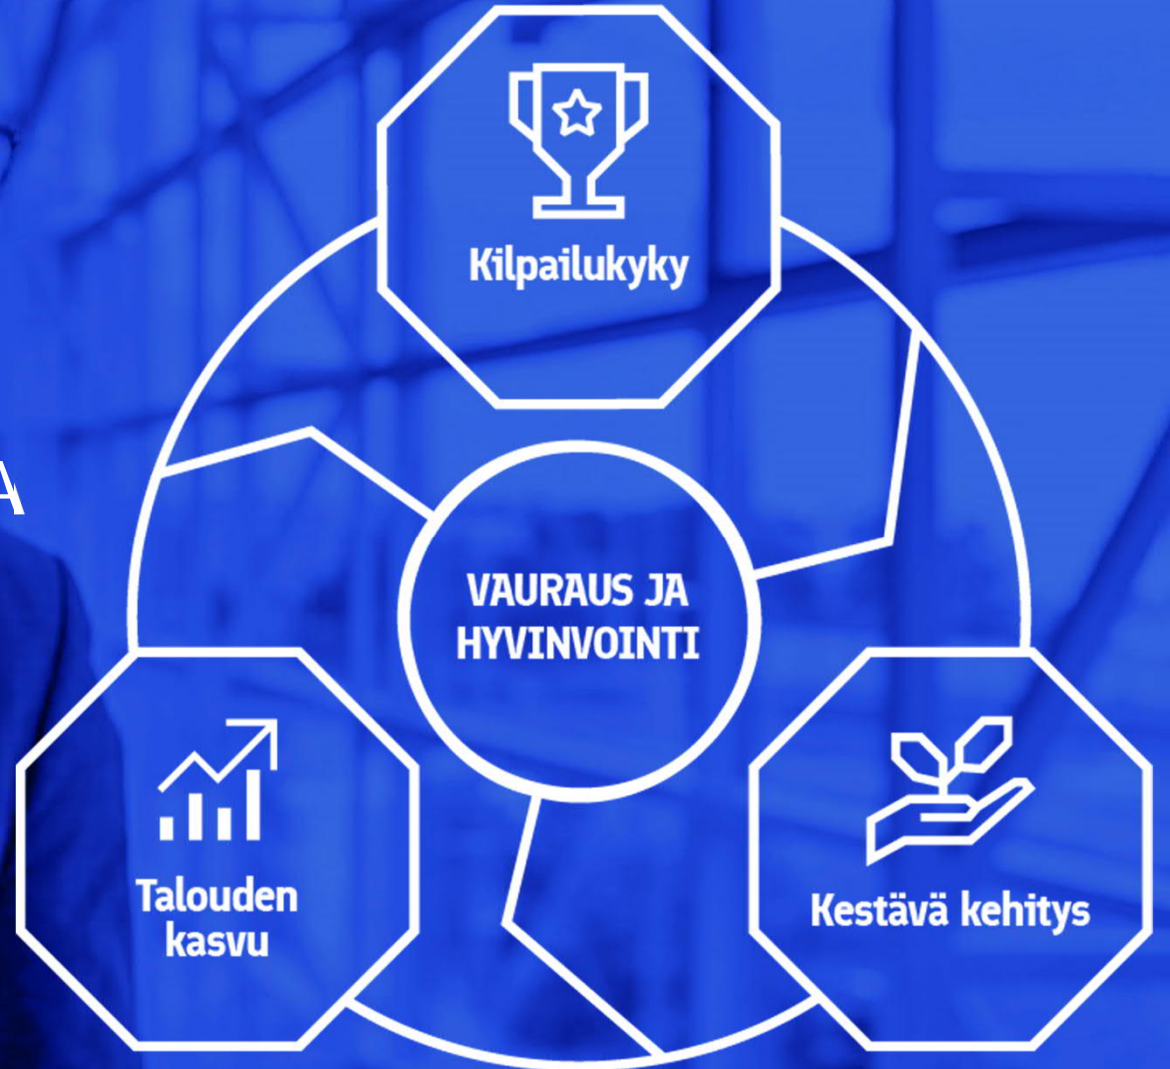 Kilpailukyky
A
VAURAUS JA
HYVINVOINTI
Talouden
kasvu
Kestävä kehitys